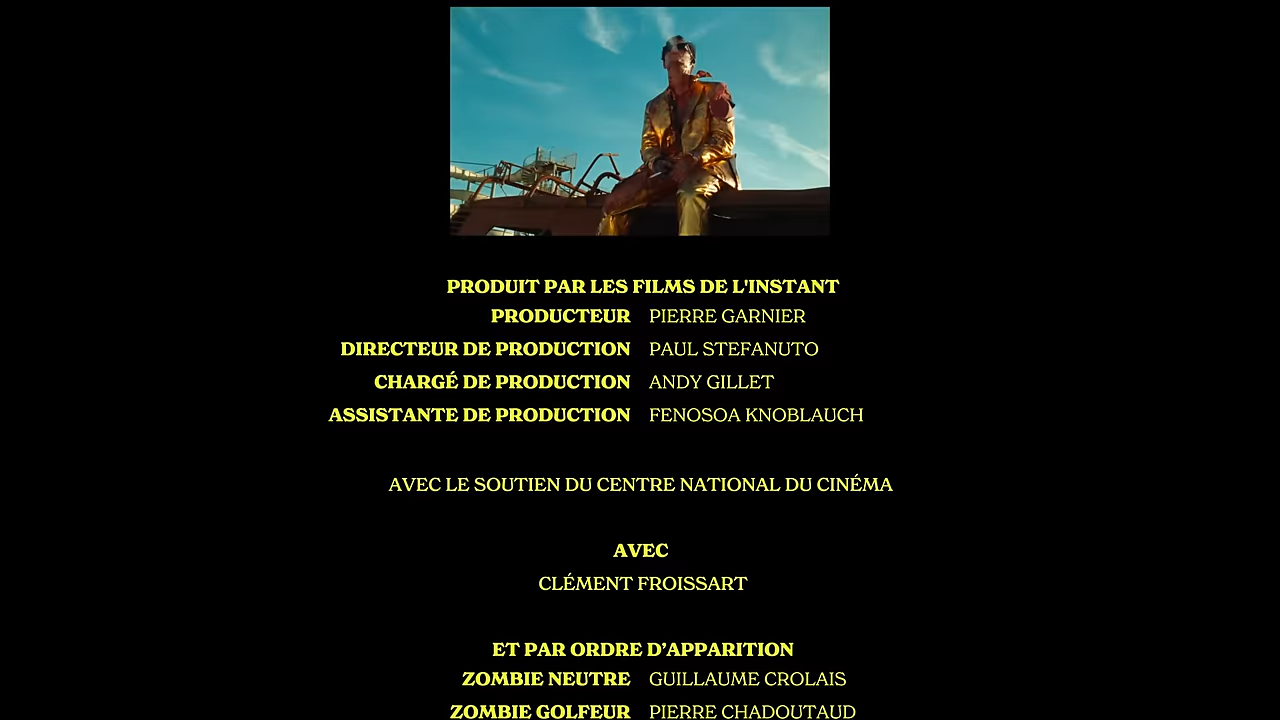 PRODUIT PAR LES FILMS DE L'INSTANT
PRODUCTEUR PIERRE GARNIER
DIRECTEUR DE PRODUCTION PAUL STEFANUTO
CHARGÉ DE PRODUCTION ANDY GILLET
ASSISTANTE DE PRODUCTION FENOSOA KNOBLAUCH
AVEC LE SOUTIEN DU CENTRE NATIONAL DU CINÉMA
AVEC
CLÉMENT FROISSART
ET PAR ORDRE D’APPARITION
ZOMBIE NEUTRE GUILLAUME CROLAIS
ZOMBIE GOLFEUR PIERRE CHADOUTAUD